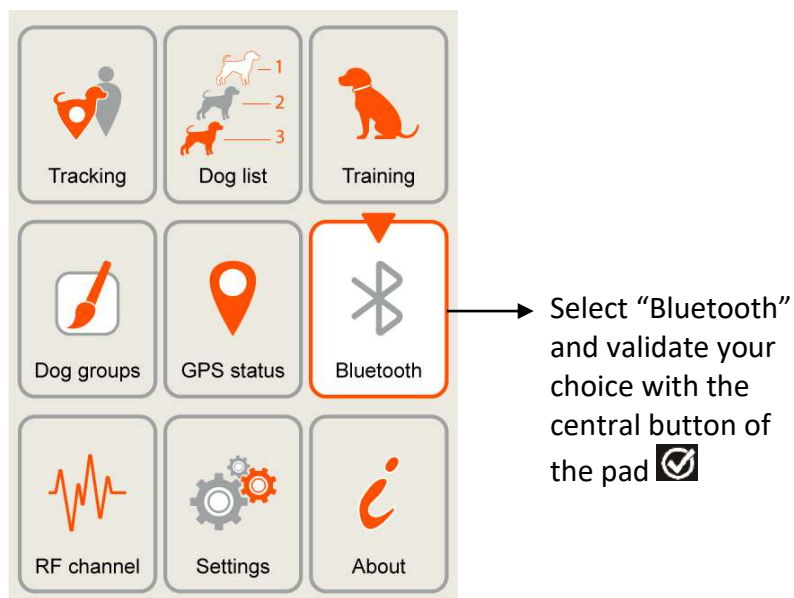 1
2
3
Tracking
Dog list
Training
Dog groups
GPS status
Bluetooth
RF channel
Settings
About
Select “Bluetooth”
and validate your
choice with the
central button of
the pad